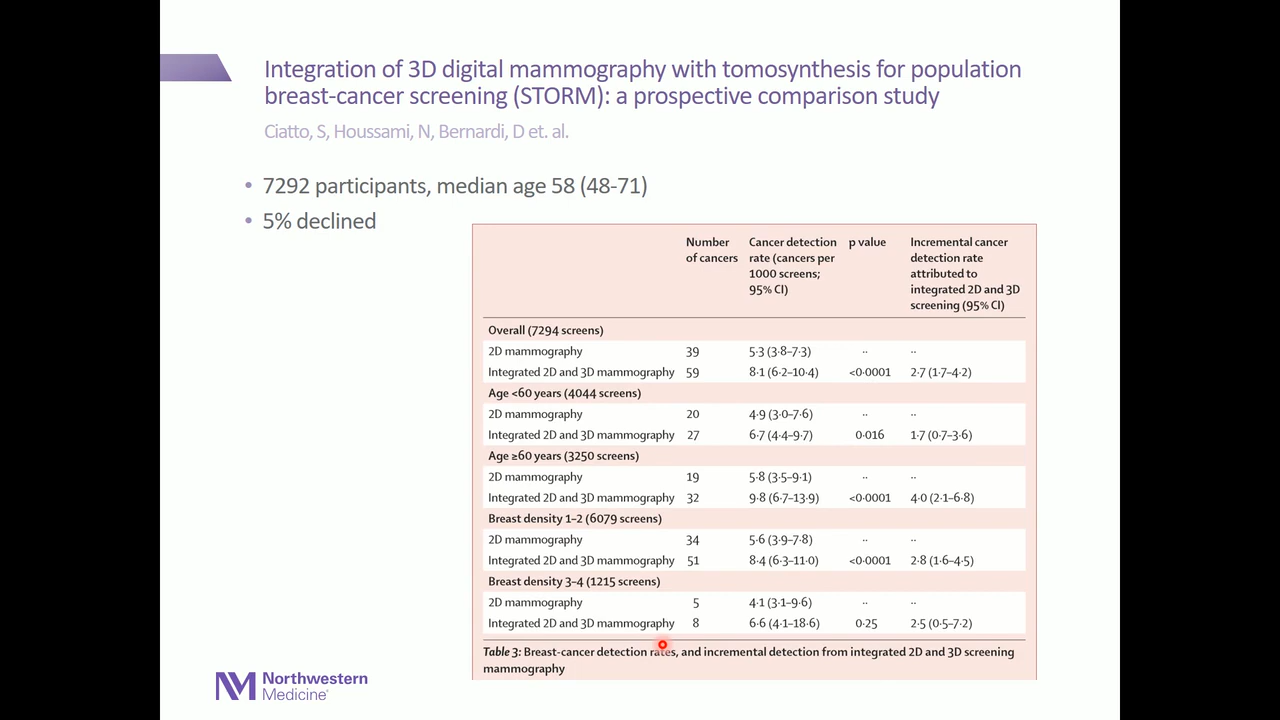 Integration of 3D digital mammography with tomosynthesis for population
breast-cancer screening (STORM): a prospective comparison study
Ciatto, S, Houssami, N, Bernardi, D et. al.
• 7292 participants, median age 58 (48-71)
• 5% declined
Number of cancers Cancer detection rate (cancers per 1000 screens; 95% CI) p value Incremental cancer detection rate attributed to integrated 2D and 3D screening (95% CI)
Overall (7294 screens)
2D mammography 39 5·3 (3·8–7·3) ·· ··
Integrated 2D and 3D mammography 59 8·1 (6·2–10·4) <0·0001 2·7 (1·7–4·2)
Age <60 years (4044 screens)
2D mammography 20 4·9 (3·0–7·6) ·· ··
Integrated 2D and 3D mammography 27 6·7 (4·4–9·7) 0·016 1·7 (0·7–3·6)
Age ≥60 years (3250 screens)
2D mammography 19 5·8 (3·5–9·1) ·· ··
Integrated 2D and 3D mammography 32 9·8 (6·7–13·9) <0·0001 4·0 (2·1–6·8)
Breast density 1–2 (6079 screens)
2D mammography 34 5·6 (3·9–7·8) ·· ··
Integrated 2D and 3D mammography 51 8·4 (6·3–11·0) <0·0001 2·8 (1·6–4·5)
Breast density 3–4 (1215 screens)
2D mammography 5 4·1 (3·1–9·6) ·· ··
Integrated 2D and 3D mammography 8 6·6 (4·1–18·6) 0·25 2·5 (0·5–7·2)
Table 3: Breast-cancer detection rates, and incremental detection from integrated 2D and 3D screening
mammography
Northwestern
Medicine®